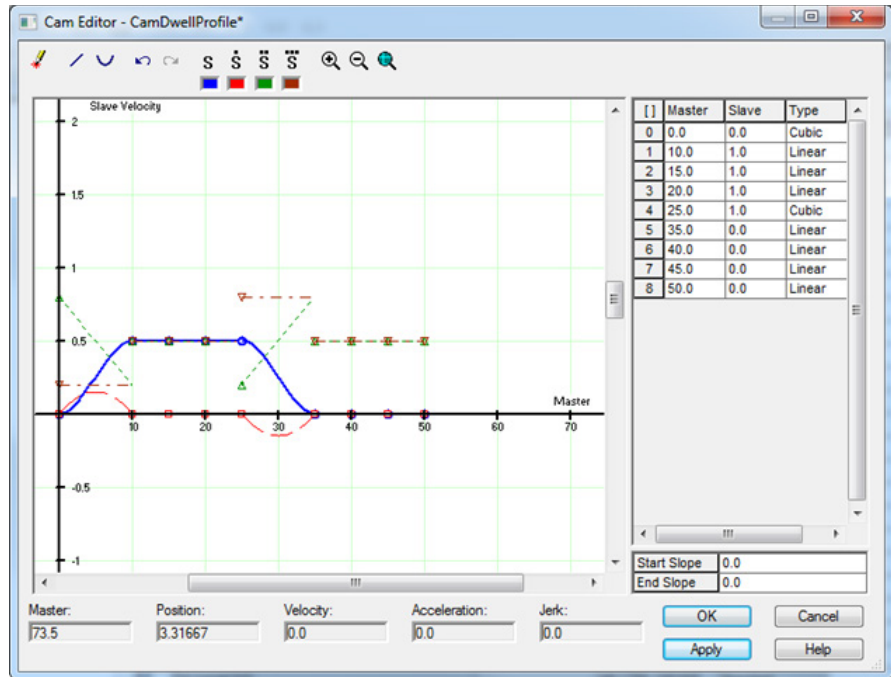 Cam Editor - CamDwellProfile*
S S S S
Slave Velocity
2
1.5
1
0.5
-0.5
-1
10 20 30 40 50 60 70
Master
[ ] Master Slave Type
0 0.0 0.0 Cubic
1 10.0 1.0 Linear
2 15.0 1.0 Linear
3 20.0 1.0 Linear
4 25.0 1.0 Cubic
5 35.0 0.0 Linear
6 40.0 0.0 Linear
7 45.0 0.0 Linear
8 50.0 0.0 Linear
Start Slope 0.0
End Slope 0.0
Master: Position: Velocity: Acceleration: Jerk:
73.5 3.31667 0.0 0.0 0.0
OK Cancel
Apply Help